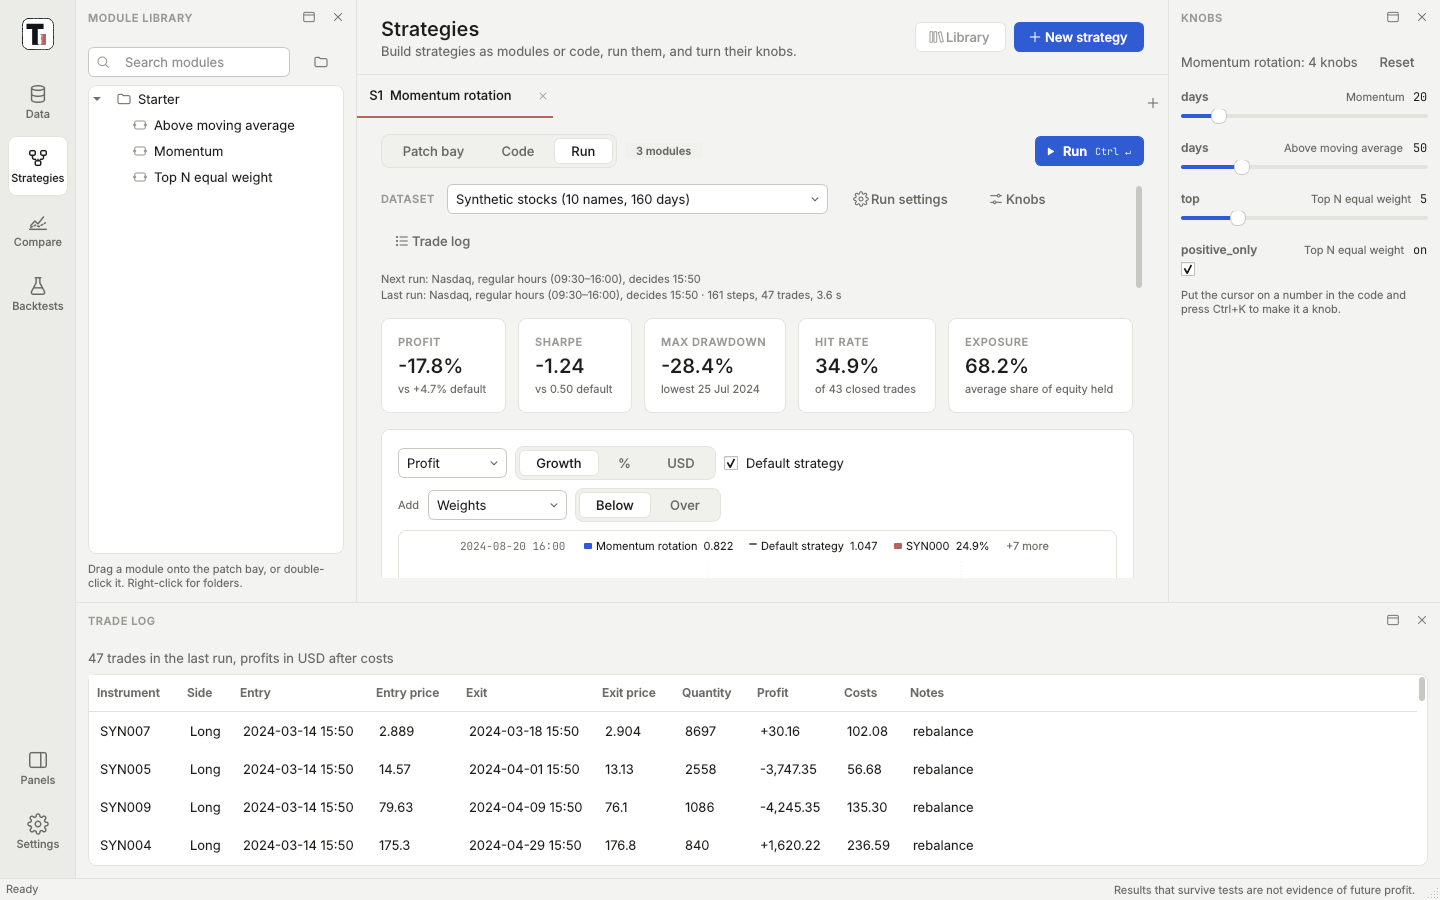 T
Data
Strategies
Compare
Backtests
Panels
Settings
MODULE LIBRARY
Search modules
Starter
Above moving average
Momentum
Top N equal weight
Drag a module onto the patch bay, or double-
click it. Right-click for folders.
Strategies
Build strategies as modules or code, run them, and turn their knobs.
Library
New strategy
S1 Momentum rotation
Patch bay Code Run 3 modules
Run Ctrl ↵
DATASET Synthetic stocks (10 names, 160 days) Run settings Knobs
Trade log
Next run: Nasdaq, regular hours (09:30–16:00), decides 15:50
Last run: Nasdaq, regular hours (09:30–16:00), decides 15:50 · 161 steps, 47 trades, 3.6 s
PROFIT
-17.8%
vs +4.7% default
SHARPE
-1.24
vs 0.50 default
MAX DRAWDOWN
-28.4%
lowest 25 Jul 2024
HIT RATE
34.9%
of 43 closed trades
EXPOSURE
68.2%
average share of equity held
Profit Growth % USD Default strategy
Add Weights Below Over
2024-08-20 16:00 Momentum rotation 0.822 Default strategy 1.047 SYN000 24.9% +7 more
KNOBS
Momentum rotation: 4 knobs Reset
days Momentum 20
days Above moving average 50
top Top N equal weight 5
positive_only Top N equal weight on
Put the cursor on a number in the code and
press Ctrl+K to make it a knob.
TRADE LOG
47 trades in the last run, profits in USD after costs
Instrument Side Entry Entry price Exit Exit price Quantity Profit Costs Notes
SYN007 Long 2024-03-14 15:50 2.889 2024-03-18 15:50 2.904 8697 +30.16 102.08 rebalance
SYN005 Long 2024-03-14 15:50 14.57 2024-04-01 15:50 13.13 2558 -3,747.35 56.68 rebalance
SYN009 Long 2024-03-14 15:50 79.63 2024-04-09 15:50 76.1 1086 -4,245.35 135.30 rebalance
SYN004 Long 2024-03-14 15:50 175.3 2024-04-29 15:50 176.8 840 +1,620.22 236.59 rebalance
Ready
Results that survive tests are not evidence of future profit.